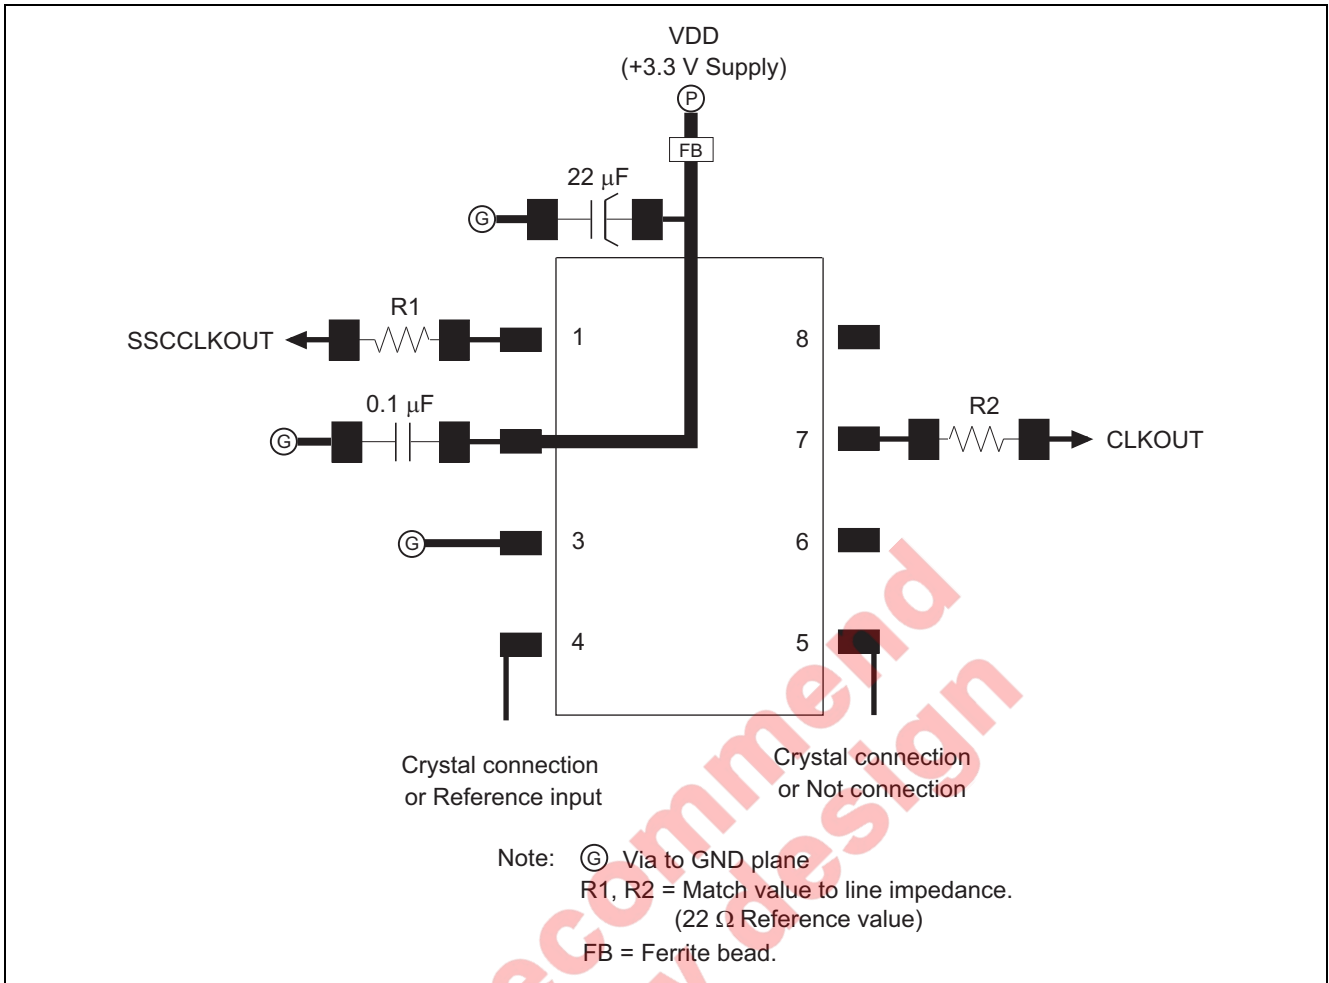 VDD
(+3.3 V Supply)
P
FB
22 μF
G
R1
SSCCLKOUT
1
8
0.1 μF
G
R2
7
CLKOUT
G
3
6
4
5
Crystal connection
or Reference input
Crystal connection
or Not connection
Note: G Via to GND plane
R1, R2 = Match value to line impedance.
(22 Ω Reference value)
FB = Ferrite bead.
ecommend
design